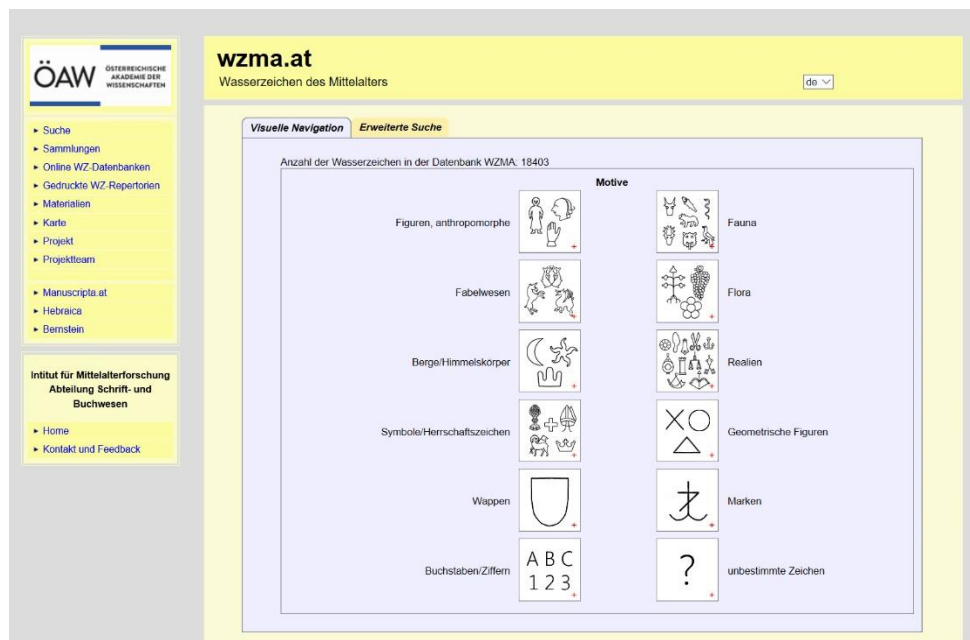 ÖAW
ÖSTERREICHISCHE
AKADEMIE DER
WISSENSCHAFTEN
Suche
Sammlungen
Online WZ-Datenbanken
Gedruckte WZ-Repertorien
Materialien
Karte
Projekt
Projektteam
Manuscripta.at
Hebraica
Bernstein
Intitut für Mittelalterforschung
Abteilung Schrift- und
Buchwesen
Home
Kontakt und Feedback
wzma.at
Wasserzeichen des Mittelalters
de
Visuelle Navigation Erweiterte Suche
Anzahl der Wasserzeichen in der Datenbank WZMA: 18403
Motive
Figuren, anthropomorphe
Fauna
Fabelwesen
Flora
Berge/Himmelskörper
Realien
Symbole/Herrschaftszeichen
Geometrische Figuren
Wappen
Marken
Buchstaben/Ziffern
A B C
1 2 3
?
unbestimmte Zeichen